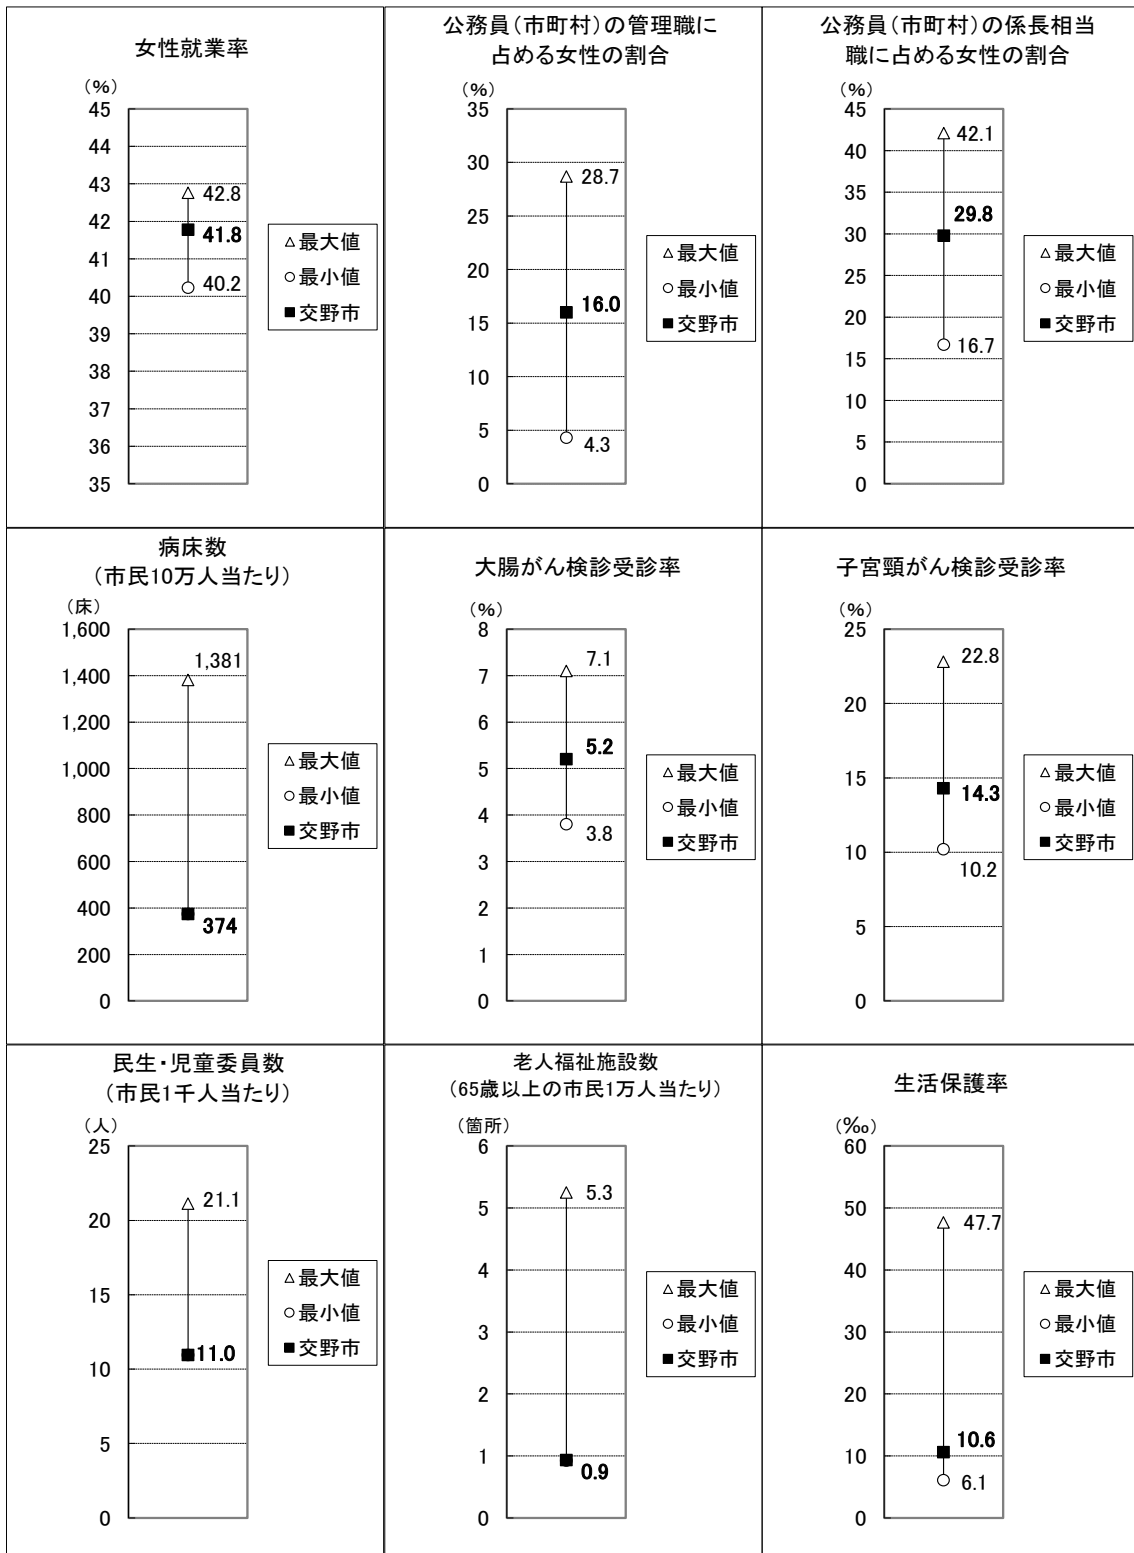 女性就業率
（％）
45
44
43
42
41
40
39
38
37
36
35
42.8
41.8
40.2
△最大値
○最小値
■交野市
公務員（市町村）の管理職に
占める女性の割合
（％）
35
30
25
20
15
10
5
0
28.7
16.0
4.3
△最大値
○最小値
■交野市
公務員（市町村）の係長相当
職に占める女性の割合
（％）
45
40
35
30
25
20
15
10
5
0
42.1
29.8
16.7
△最大値
○最小値
■交野市
病床数
（市民10万人当たり）
（床）
1,600
1,400
1,200
1,000
800
600
400
200
0
1,381
374
△最大値
○最小値
■交野市
大腸がん検診受診率
（％）
8
7
6
5
4
3
2
1
0
7.1
5.2
3.8
△最大値
○最小値
■交野市
子宮頸がん検診受診率
（％）
25
20
15
10
5
0
22.8
14.3
10.2
△最大値
○最小値
■交野市
民生・児童委員数
（市民1千人当たり）
（人）
25
20
15
10
5
0
21.1
11.0
△最大値
○最小値
■交野市
老人福祉施設数
（65歳以上の市民1万人当たり）
（箇所）
6
5
4
3
2
1
0
5.3
0.9
△最大値
○最小値
■交野市
生活保護率
（‰）
60
50
40
30
20
10
0
47.7
10.6
6.1
△最大値
○最小値
■交野市